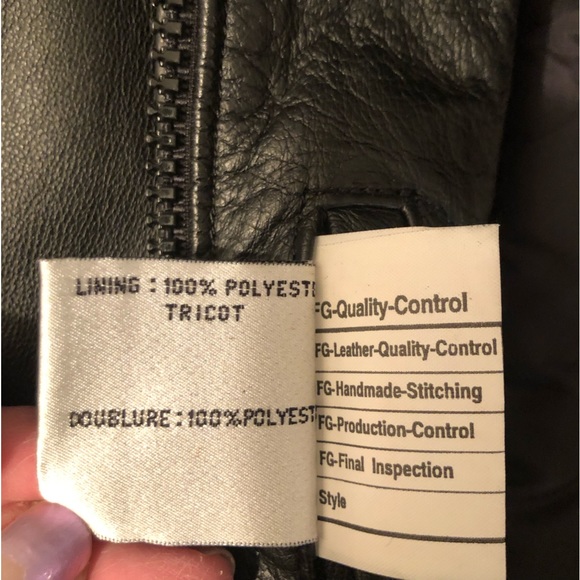 LINING : 100% POLYEST
TRICOT
DOUBLURE : 100% POLYEST
FG-Quality-Control
FG-Leather-Quality-Control
FG-Handmade-Stitching
FG-Production-Control
FG-Final Inspection
Style